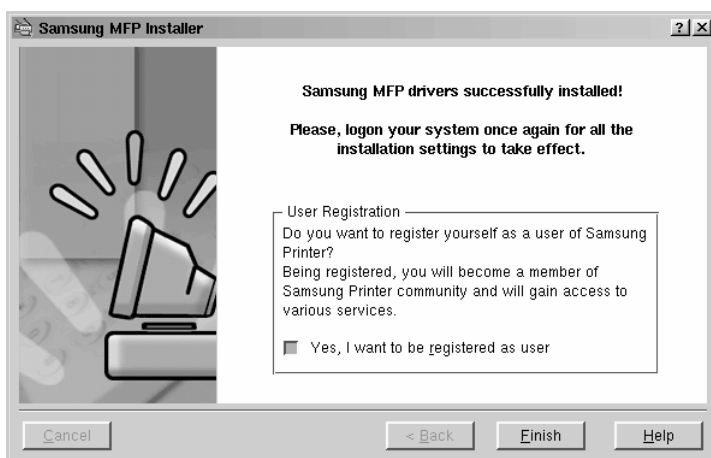 Samsung MFP Installer
Samsung MFP drivers successfully installed!
Please, logon your system once again for all the
installation settings to take effect.
User Registration
Do you want to register yourself as a user of Samsung
Printer?
Being registered, you will become a member of
Samsung Printer community and will gain access to
various services.
Yes, I want to be registered as user
Cancel
< Back
Finish
Help